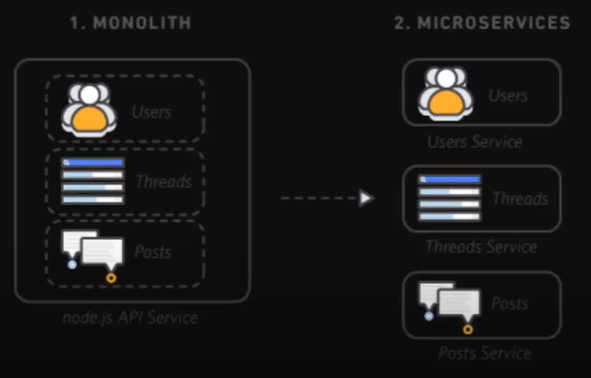 1. MONOLITH
Users
Threads
Posts
node.js API Service
2. MICROSERVICES
Users
Users Service
Threads
Threads Service
Posts
Posts Service